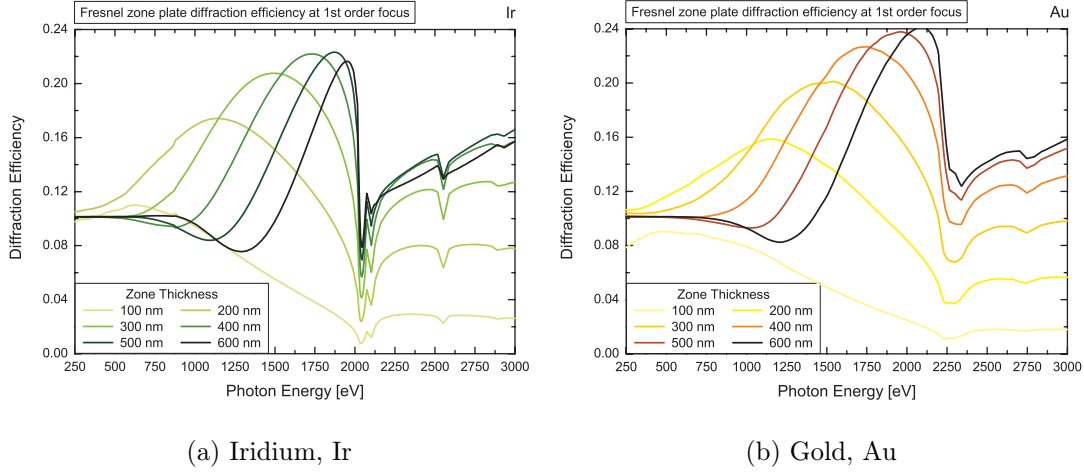 Fresnel zone plate diffraction efficiency at 1st order focus
Ir
0.24
0.20
0.16
0.12
0.08
0.04
0.00
Diffraction Efficiency
Zone Thickness
100 nm 200 nm
300 nm 400 nm
500 nm 600 nm
250 500 750 1000 1250 1500 1750 2000 2250 2500 2750 3000
Photon Energy [eV]
(a) Iridium, Ir
Fresnel zone plate diffraction efficiency at 1st order focus
Au
0.24
0.20
0.16
0.12
0.08
0.04
0.00
Diffraction Efficiency
Zone Thickness
100 nm 200 nm
300 nm 400 nm
500 nm 600 nm
250 500 750 1000 1250 1500 1750 2000 2250 2500 2750 3000
Photon Energy [eV]
(b) Gold, Au